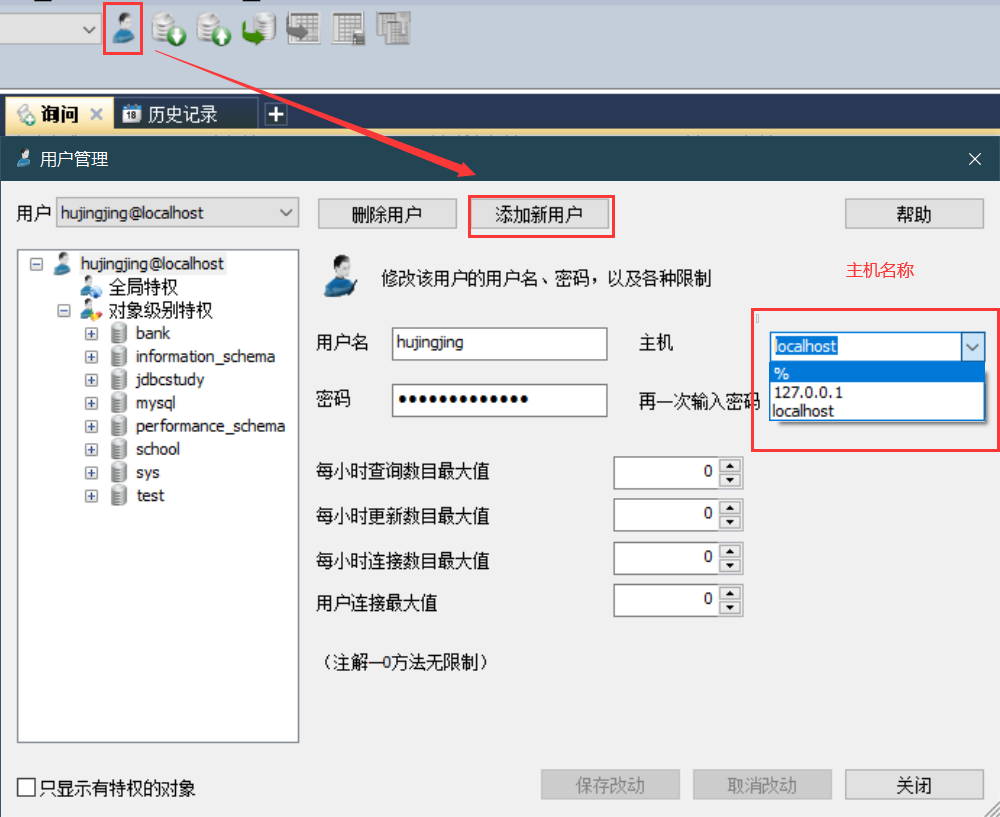 询问
18 历史记录
用户管理
用户 hujingjing@localhost 删除用户 添加新用户 帮助
hujingjing@localhost
全局特权
对象级别特权
bank
information_schema
jdbcstudy
mysql
performance_schema
school
sys
test
修改该用户的用户名、密码，以及各种限制
主机名称
用户名 hujingjing 主机 localhost
%
127.0.0.1
localhost
密码 ●●●●●●●●●●●●● 再一次输入密码
每小时查询数目最大值 0
每小时更新数目最大值 0
每小时连接数目最大值 0
用户连接最大值 0
（注解—0方法无限制）
只显示有特权的对象 保存改动 取消改动 关闭